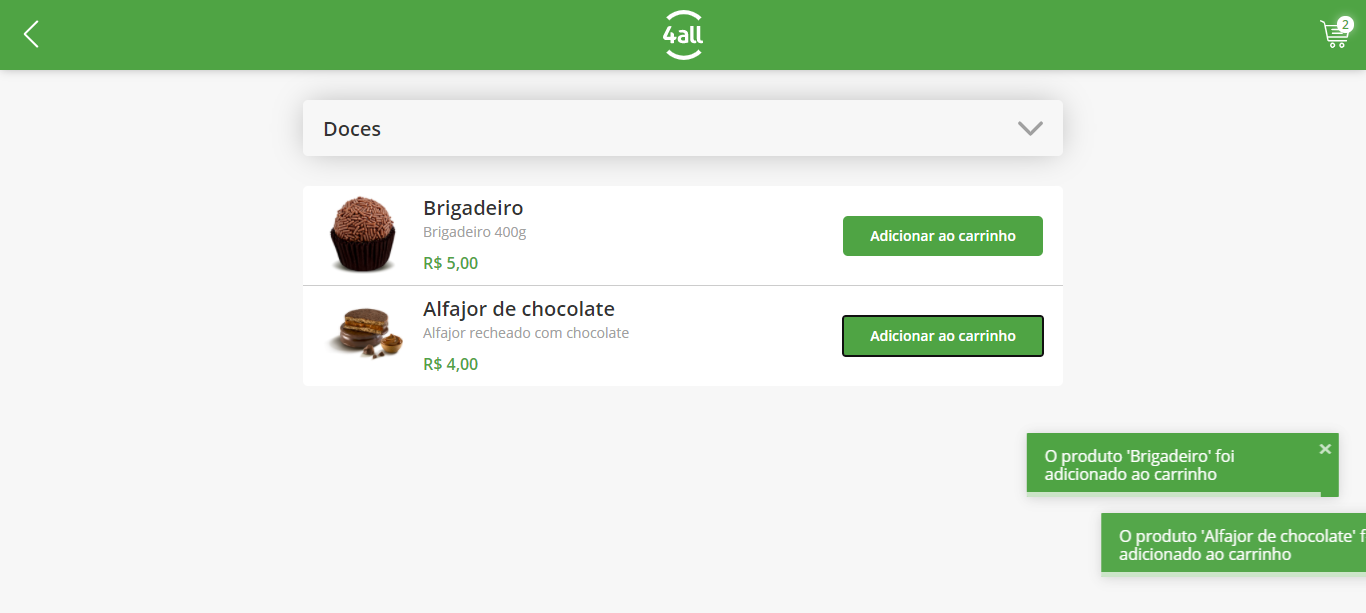 4all
2
Doces
Brigadeiro
Brigadeiro 400g
R$ 5,00
Adicionar ao carrinho
Alfajor de chocolate
Alfajor recheado com chocolate
R$ 4,00
Adicionar ao carrinho
O produto 'Brigadeiro' foi
adicionado ao carrinho
O produto 'Alfajor de chocolate' f
adicionado ao carrinho